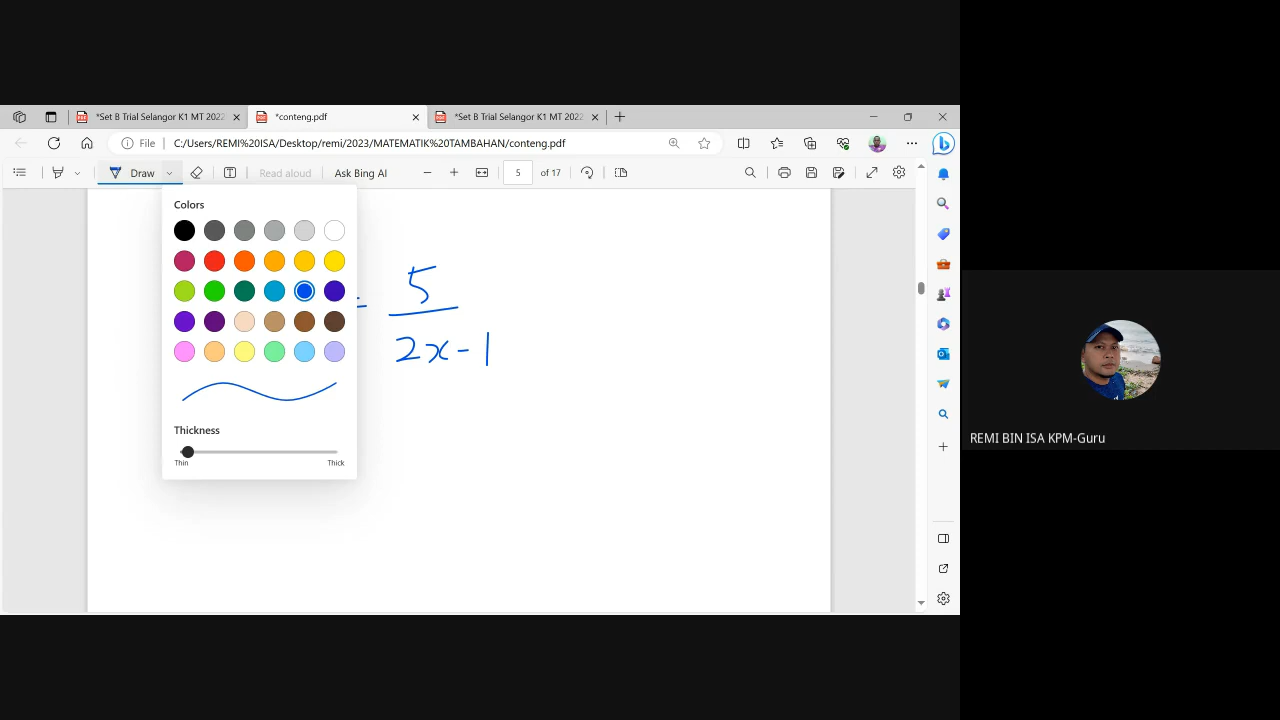 *Set B Trial Selangor K1 MT 2022
*conteng.pdf
*Set B Trial Selangor K1 MT 2022
File
C:/Users/REMI%20ISA/Desktop/remi/2023/MATEMATIK%20TAMBAHAN/conteng.pdf
Draw
Read aloud
Ask Bing AI
5
of 17
Colors
= 5
2x - 1
Thickness
Thin
Thick
REMI BIN ISA KPM-Guru